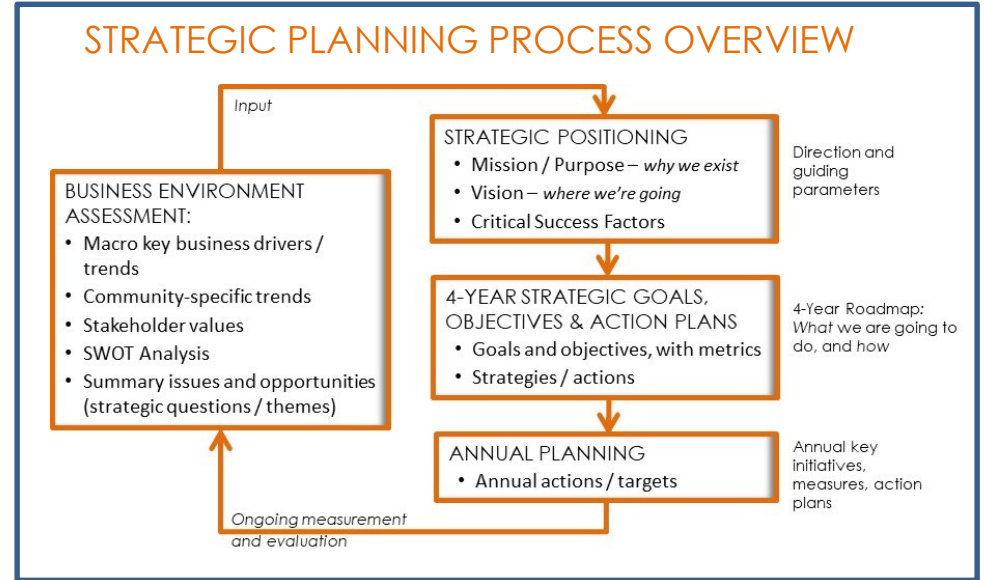 STRATEGIC PLANNING PROCESS OVERVIEW
Input
BUSINESS ENVIRONMENT
ASSESSMENT:
• Macro key business drivers /
trends
• Community-specific trends
• Stakeholder values
• SWOT Analysis
• Summary issues and opportunities
(strategic questions / themes)
STRATEGIC POSITIONING
• Mission / Purpose – why we exist
• Vision – where we're going
• Critical Success Factors
Direction and
guiding
parameters
4-YEAR STRATEGIC GOALS,
OBJECTIVES & ACTION PLANS
• Goals and objectives, with metrics
• Strategies / actions
4-Year Roadmap:
What we are going to
do, and how
ANNUAL PLANNING
• Annual actions / targets
Annual key
initiatives,
measures, action
plans
Ongoing measurement
and evaluation